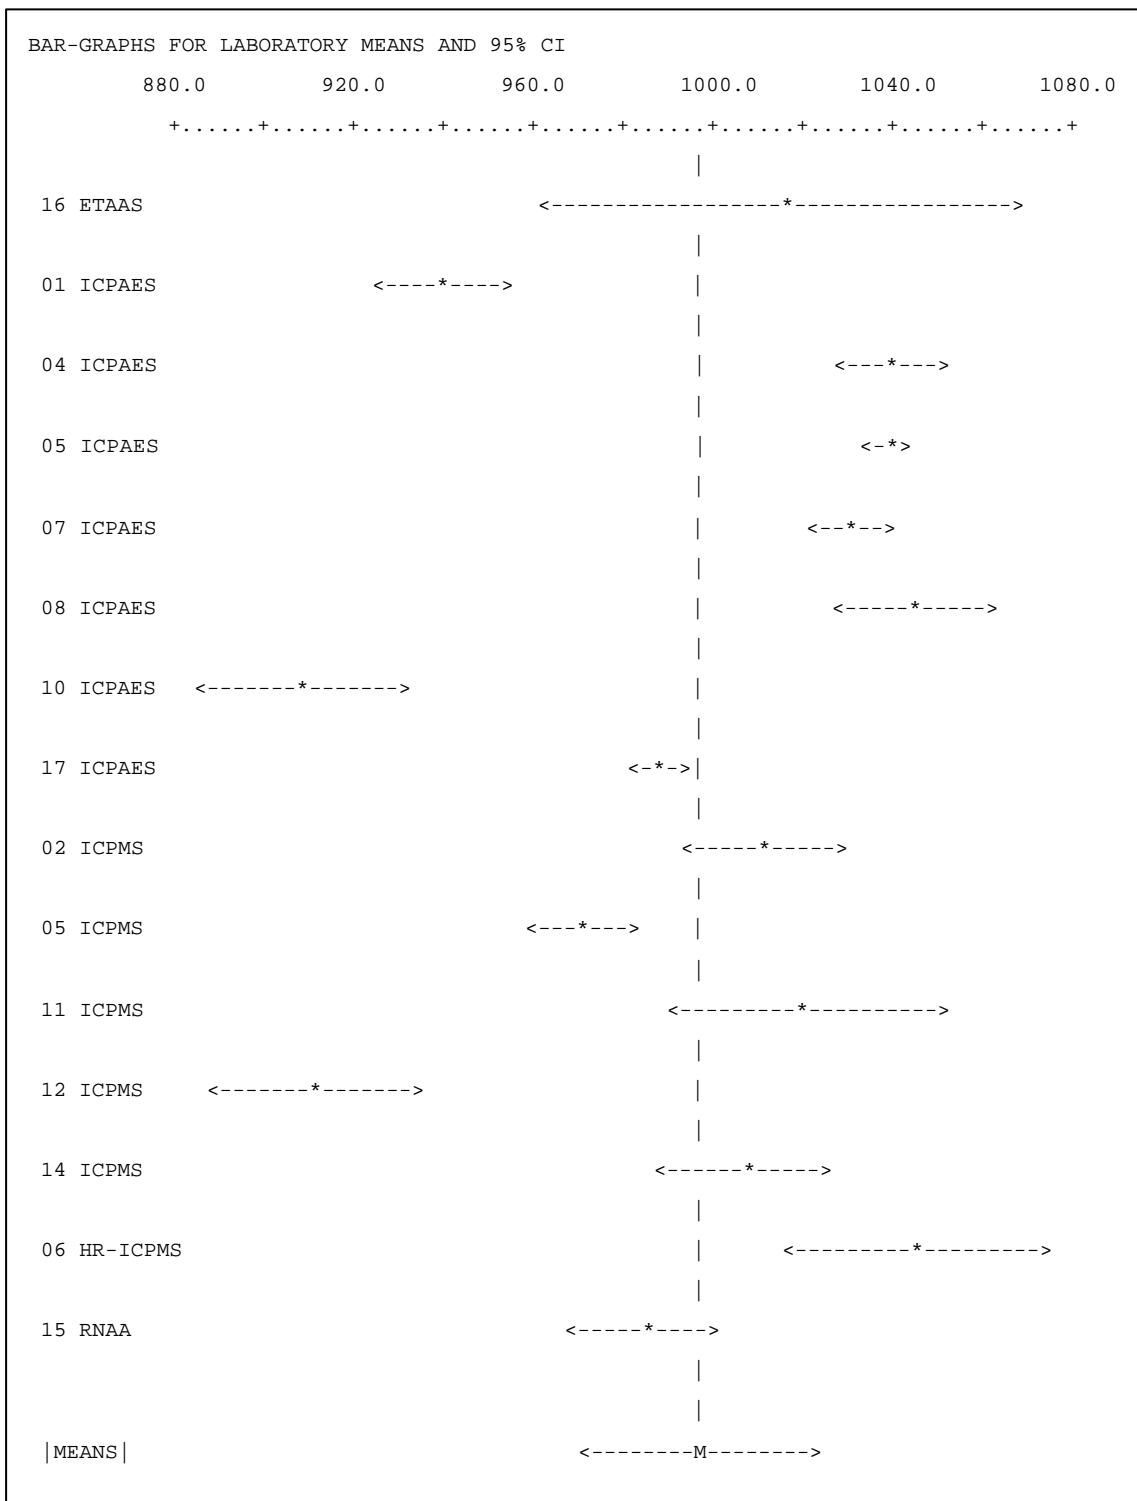 BAR-GRAPHS FOR LABORATORY MEANS AND 95% CI
880.0 920.0 960.0 1000.0 1040.0 1080.0
+......+......+......+......+......+......+......+......+......+......+
|
16 ETAAS <------------------*-----------------> 
|
01 ICPAES <----*----> |
|
04 ICPAES | <---*--->
|
05 ICPAES | <-*>
|
07 ICPAES | <--*-->
|
08 ICPAES | <-----*----->
|
10 ICPAES <-------*-------> |
|
17 ICPAES <-*->|
|
02 ICPMS <-----*----->
|
05 ICPMS <---*---> |
|
11 ICPMS <---------*---------->
|
12 ICPMS <-------*-------> |
|
14 ICPMS <------*----->
|
06 HR-ICPMS | <---------*--------->
|
15 RNAA <-----*---->
|
|
|MEANS| <--------M-------->